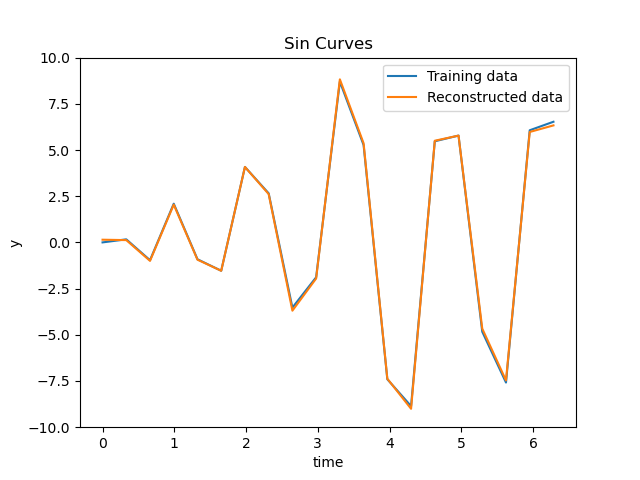 Sin Curves
Training data
Reconstructed data
10.0
7.5
5.0
2.5
0.0
−2.5
−5.0
−7.5
−10.0
y
0 1 2 3 4 5 6
time